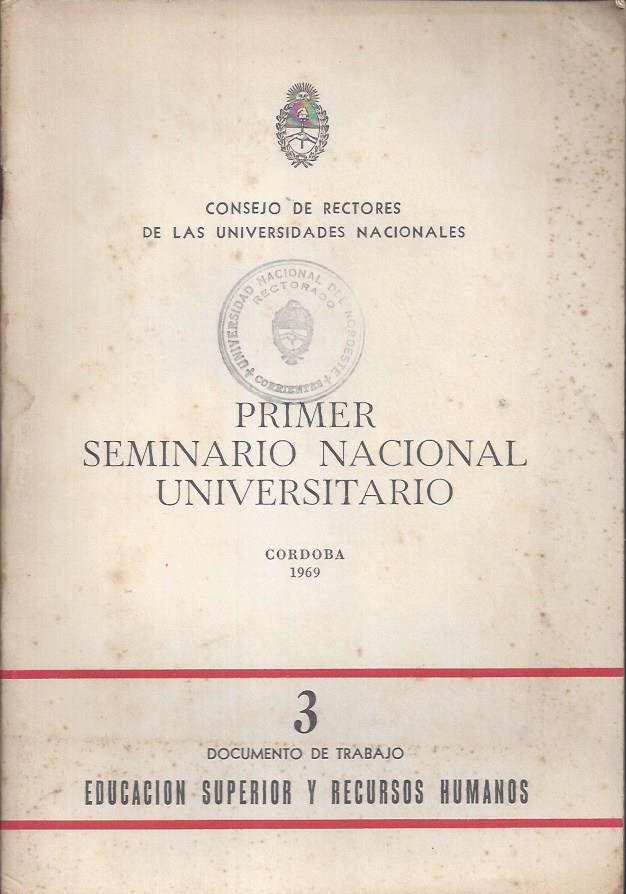 CONSEJO DE RECTORES
DE LAS UNIVERSIDADES NACIONALES
UNIVERSIDAD NACIONAL DEL NORDESTE
RECTORADO
CORRIENTES
PRIMER
SEMINARIO NACIONAL
UNIVERSITARIO
CORDOBA
1969
3
DOCUMENTO DE TRABAJO
EDUCACION SUPERIOR Y RECURSOS HUMANOS